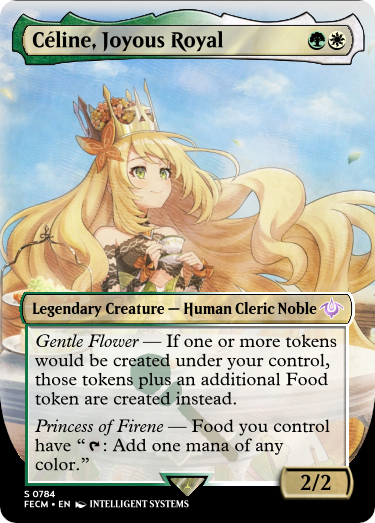 Céline, Joyous Royal
Legendary Creature — Human Cleric Noble
Gentle Flower — If one or more tokens
would be created under your control,
those tokens plus an additional Food
token are created instead.
Princess of Firene — Food you control
have “: Add one mana of any
color.”
2/2
S 0784
FECM • EN INTELLIGENT SYSTEMS